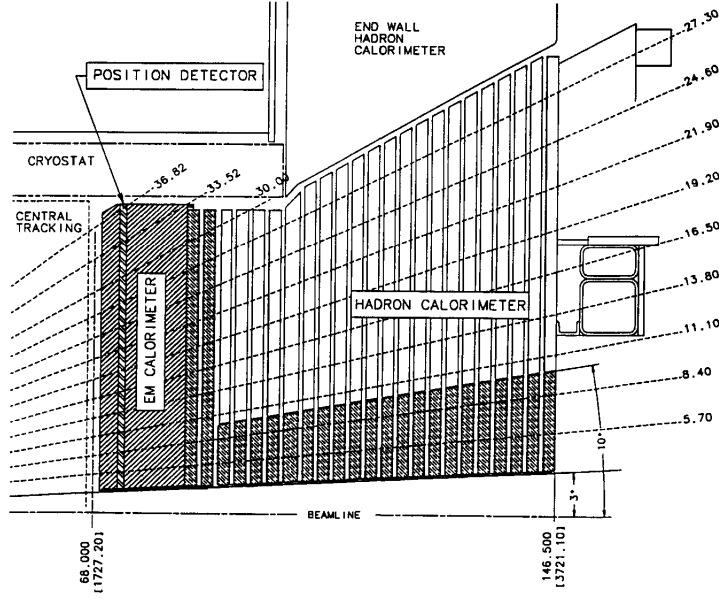 END WALL
HADRON
CALORIMETER
27.30
POSITION DETECTOR
24.60
21.90
CRYOSTAT
36.82
33.52
30.00
19.20
CENTRAL
TRACKING
16.50
EM CALORIMETER
HADRON CALORIMETER
13.80
11.10
8.40
5.70
10°
3°
BEAMLINE
68.000
[1727.20]
146.500
[3721.10]